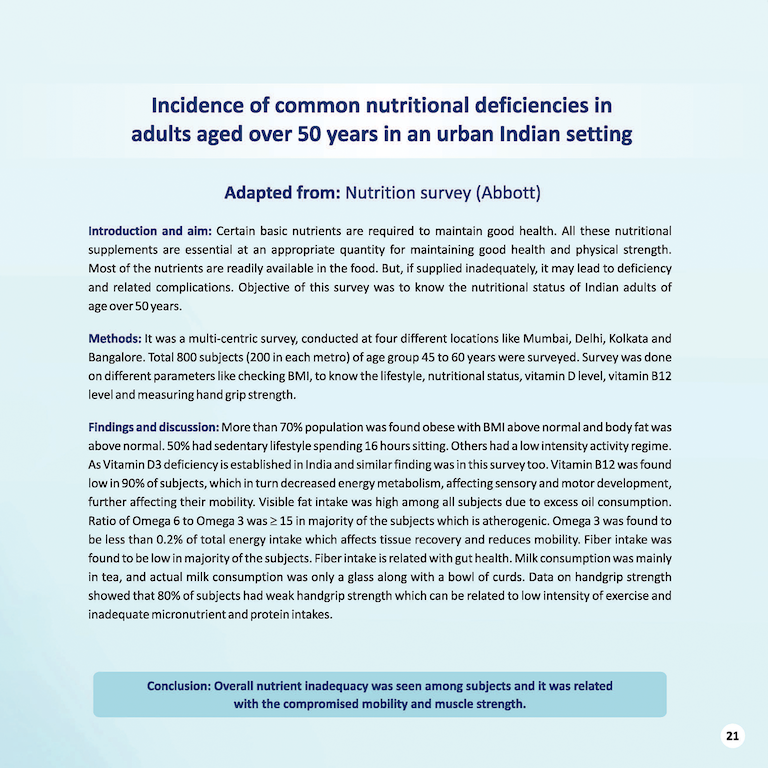 Incidence of common nutritional deficiencies in
adults aged over 50 years in an urban Indian setting
Adapted from: Nutrition survey (Abbott)
Introduction and aim: Certain basic nutrients are required to maintain good health. All these nutritional
supplements are essential at an appropriate quantity for maintaining good health and physical strength.
Most of the nutrients are readily available in the food. But, if supplied inadequately, it may lead to deficiency
and related complications. Objective of this survey was to know the nutritional status of Indian adults of
age over 50 years.
Methods: It was a multi-centric survey, conducted at four different locations like Mumbai, Delhi, Kolkata and
Bangalore. Total 800 subjects (200 in each metro) of age group 45 to 60 years were surveyed. Survey was done
on different parameters like checking BMI, to know the lifestyle, nutritional status, vitamin D level, vitamin B12
level and measuring hand grip strength.
Findings and discussion: More than 70% population was found obese with BMI above normal and body fat was
above normal. 50% had sedentary lifestyle spending 16 hours sitting. Others had a low intensity activity regime.
As Vitamin D3 deficiency is established in India and similar finding was in this survey too. Vitamin B12 was found
low in 90% of subjects, which in turn decreased energy metabolism, affecting sensory and motor development,
further affecting their mobility. Visible fat intake was high among all subjects due to excess oil consumption.
Ratio of Omega 6 to Omega 3 was ≥ 15 in majority of the subjects which is atherogenic. Omega 3 was found to
be less than 0.2% of total energy intake which affects tissue recovery and reduces mobility. Fiber intake was
found to be low in majority of the subjects. Fiber intake is related with gut health. Milk consumption was mainly
in tea, and actual milk consumption was only a glass along with a bowl of curds. Data on handgrip strength
showed that 80% of subjects had weak handgrip strength which can be related to low intensity of exercise and
inadequate micronutrient and protein intakes.
Conclusion: Overall nutrient inadequacy was seen among subjects and it was related
with the compromised mobility and muscle strength.
21